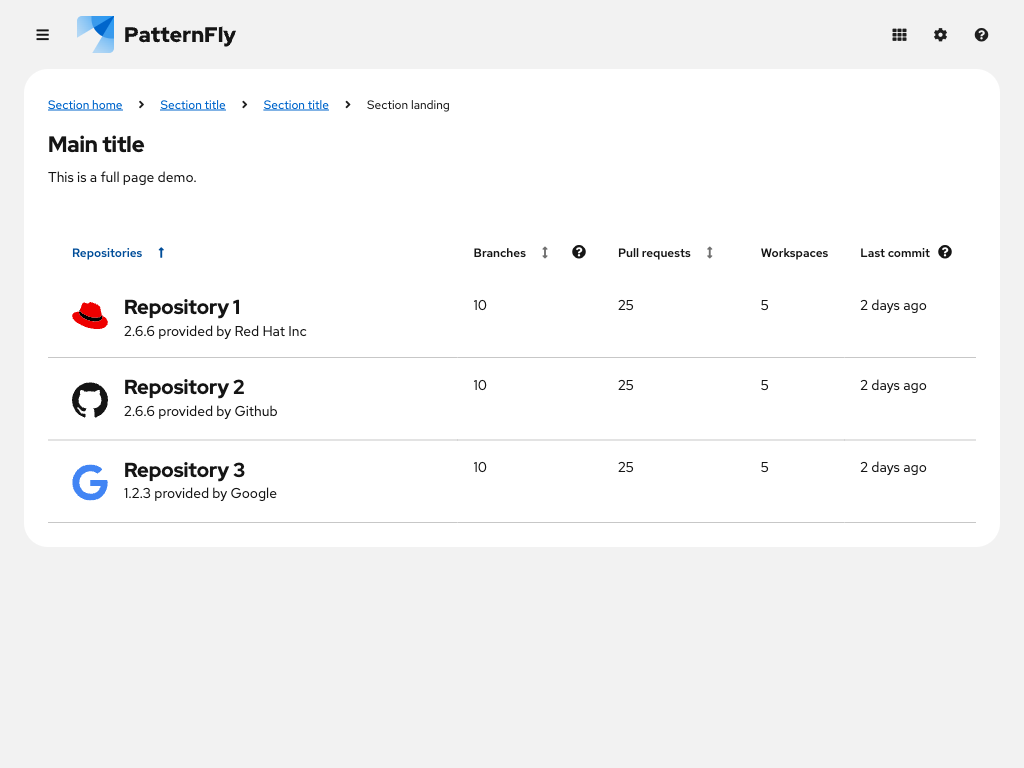 PatternFly
Section home Section title Section title Section landing
Main title
This is a full page demo.
Repositories Branches Pull requests Workspaces Last commit
Repository 1 10 25 5 2 days ago
2.6.6 provided by Red Hat Inc
Repository 2 10 25 5 2 days ago
2.6.6 provided by Github
Repository 3 10 25 5 2 days ago
1.2.3 provided by Google